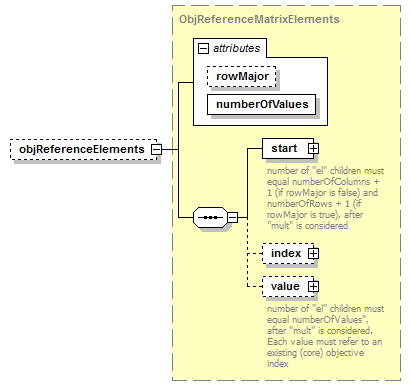 ObjReferenceMatrixElements
attributes
rowMajor
numberOfValues
objReferenceElements
start
number of "el" children must
equal numberOfColumns +
1 (if rowMajor is false) and
numberOfRows + 1 (if
rowMajor is true), after
"mult" is considered
index
value
number of "el" children must
equal numberOfValues",
after "mult" is considered.
Each value must refer to an
existing (core) objective
index